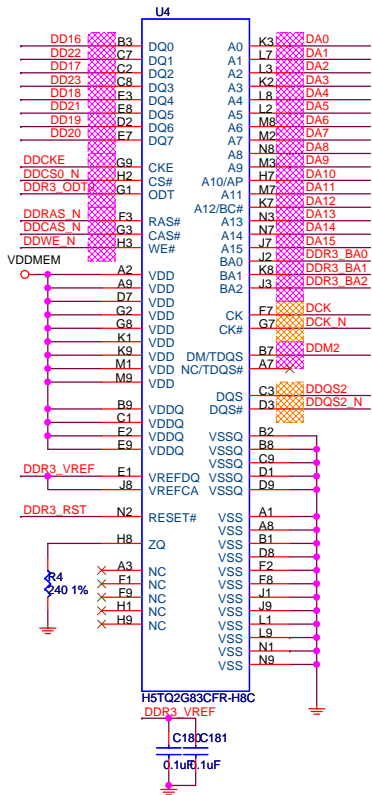 U4
DD16 B3 DQ0
DD22 C7 DQ1
DD17 C2 DQ2
DD23 C8 DQ3
DD18 E3 DQ4
DD21 E8 DQ5
DD19 D2 DQ6
DD20 E7 DQ7
DDCKE G9 CKE
DDCS0_N H2 CS#
DDR3_ODT G1 ODT
DDRAS_N F3 RAS#
DDCAS_N G3 CAS#
DDWE_N H3 WE#
VDDMEM
A2 VDD
A9 VDD
D7 VDD
G2 VDD
G8 VDD
K1 VDD
K9 VDD
M1 VDD
M9 VDD
B9 VDDQ
C1 VDDQ
E2 VDDQ
E9 VDDQ
DDR3_VREF E1 VREFDQ
J8 VREFCA
DDR3_RST N2 RESET#
H8 ZQ
A3 NC
F1 NC
F9 NC
H1 NC
H9 NC
R4
240 1%
A0 K3 DA0
A1 L7 DA1
A2 L3 DA2
A3 K2 DA3
A4 L8 DA4
A5 L2 DA5
A6 M8 DA6
A7 M2 DA7
A8 N8 DA8
A9 M3 DA9
A10/AP H7 DA10
A11 M7 DA11
A12/BC# K7 DA12
A13 N3 DA13
A14 N7 DA14
A15 J7 DA15
BA0 J2 DDR3_BA0
BA1 K8 DDR3_BA1
BA2 J3 DDR3_BA2
CK F7 DCK
CK# G7 DCK_N
DM/TDQS B7 DDM2
NC/TDQS# A7
DQS C3 DDQS2
DQS# D3 DDQS2_N
VSSQ B2
VSSQ B8
VSSQ C9
VSSQ D1
VSSQ D9
VSS A1
VSS A8
VSS B1
VSS D8
VSS F2
VSS F8
VSS J1
VSS J9
VSS L1
VSS L9
VSS N1
VSS N9
H5TQ2G83CFR-H8C
DDR3_VREF
C180 C181
0.1uF 0.1uF